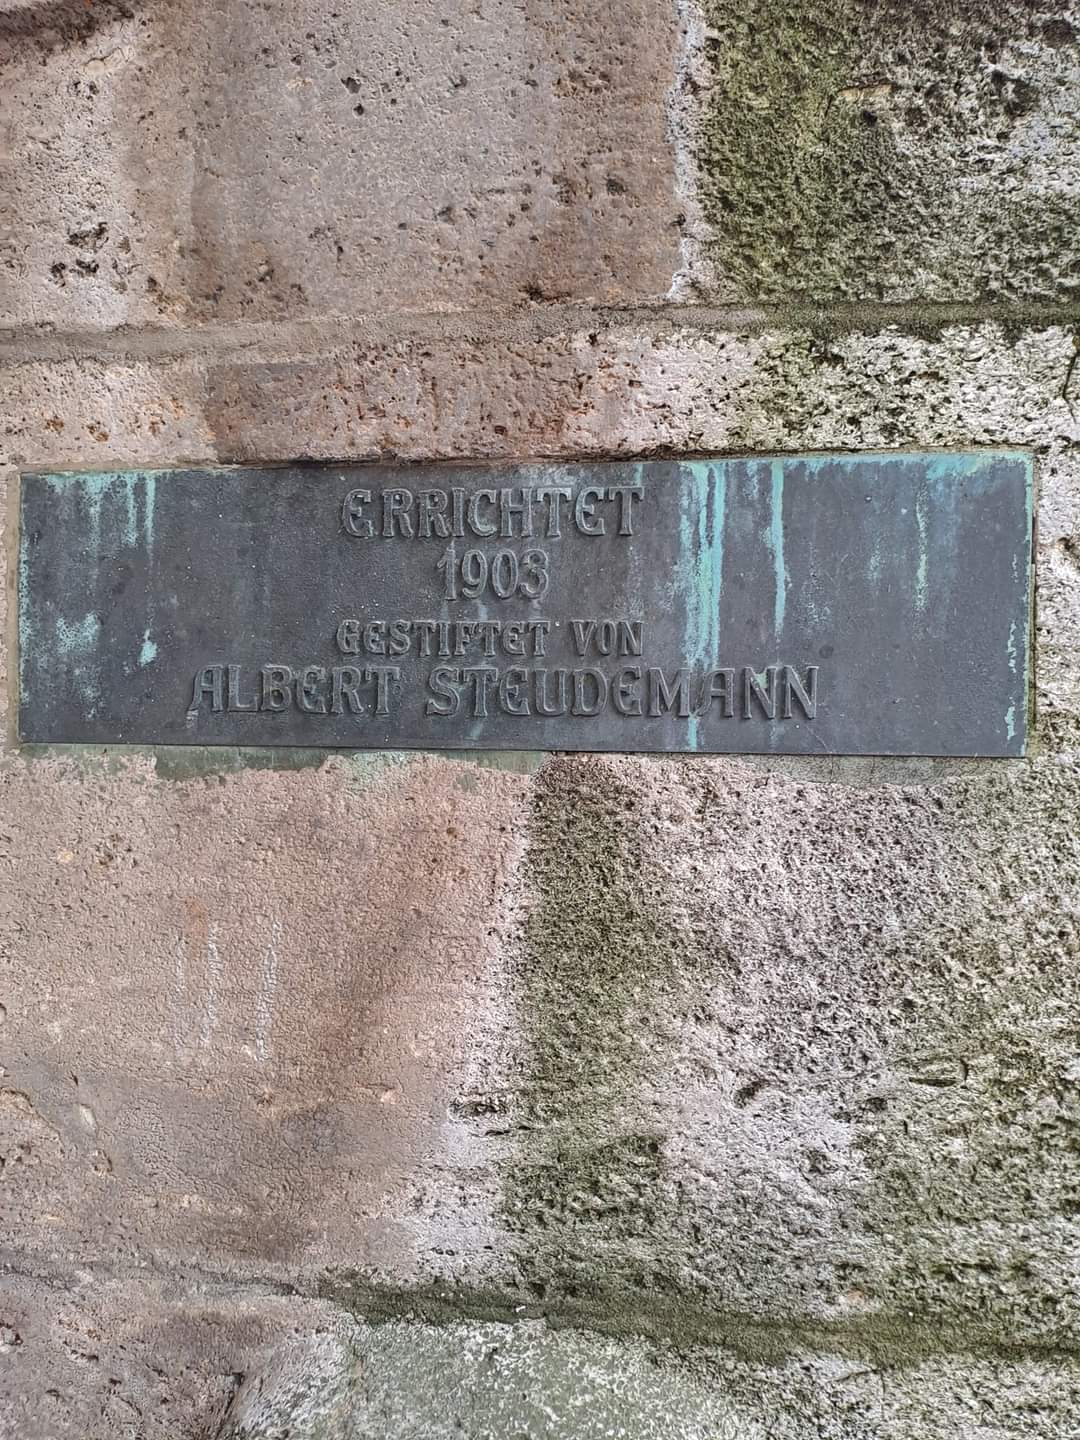 ERRICHTET
1903
GESTIFTET VON
ALBERT STEUDEMANN